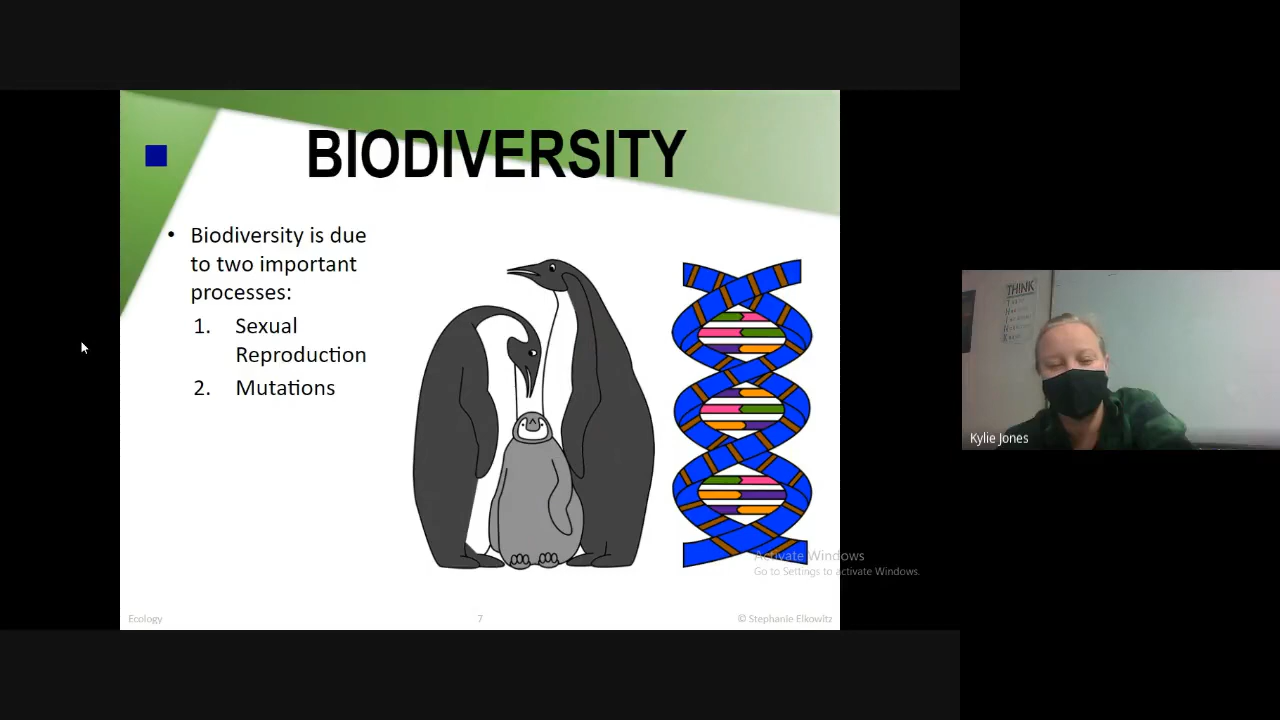 BIODIVERSITY
• Biodiversity is due
to two important
processes:
1. Sexual
Reproduction
2. Mutations
Ecology
7
© Stephanie Elkowitz
Activate Windows
Go to Settings to activate Windows.
THINK
Kylie Jones